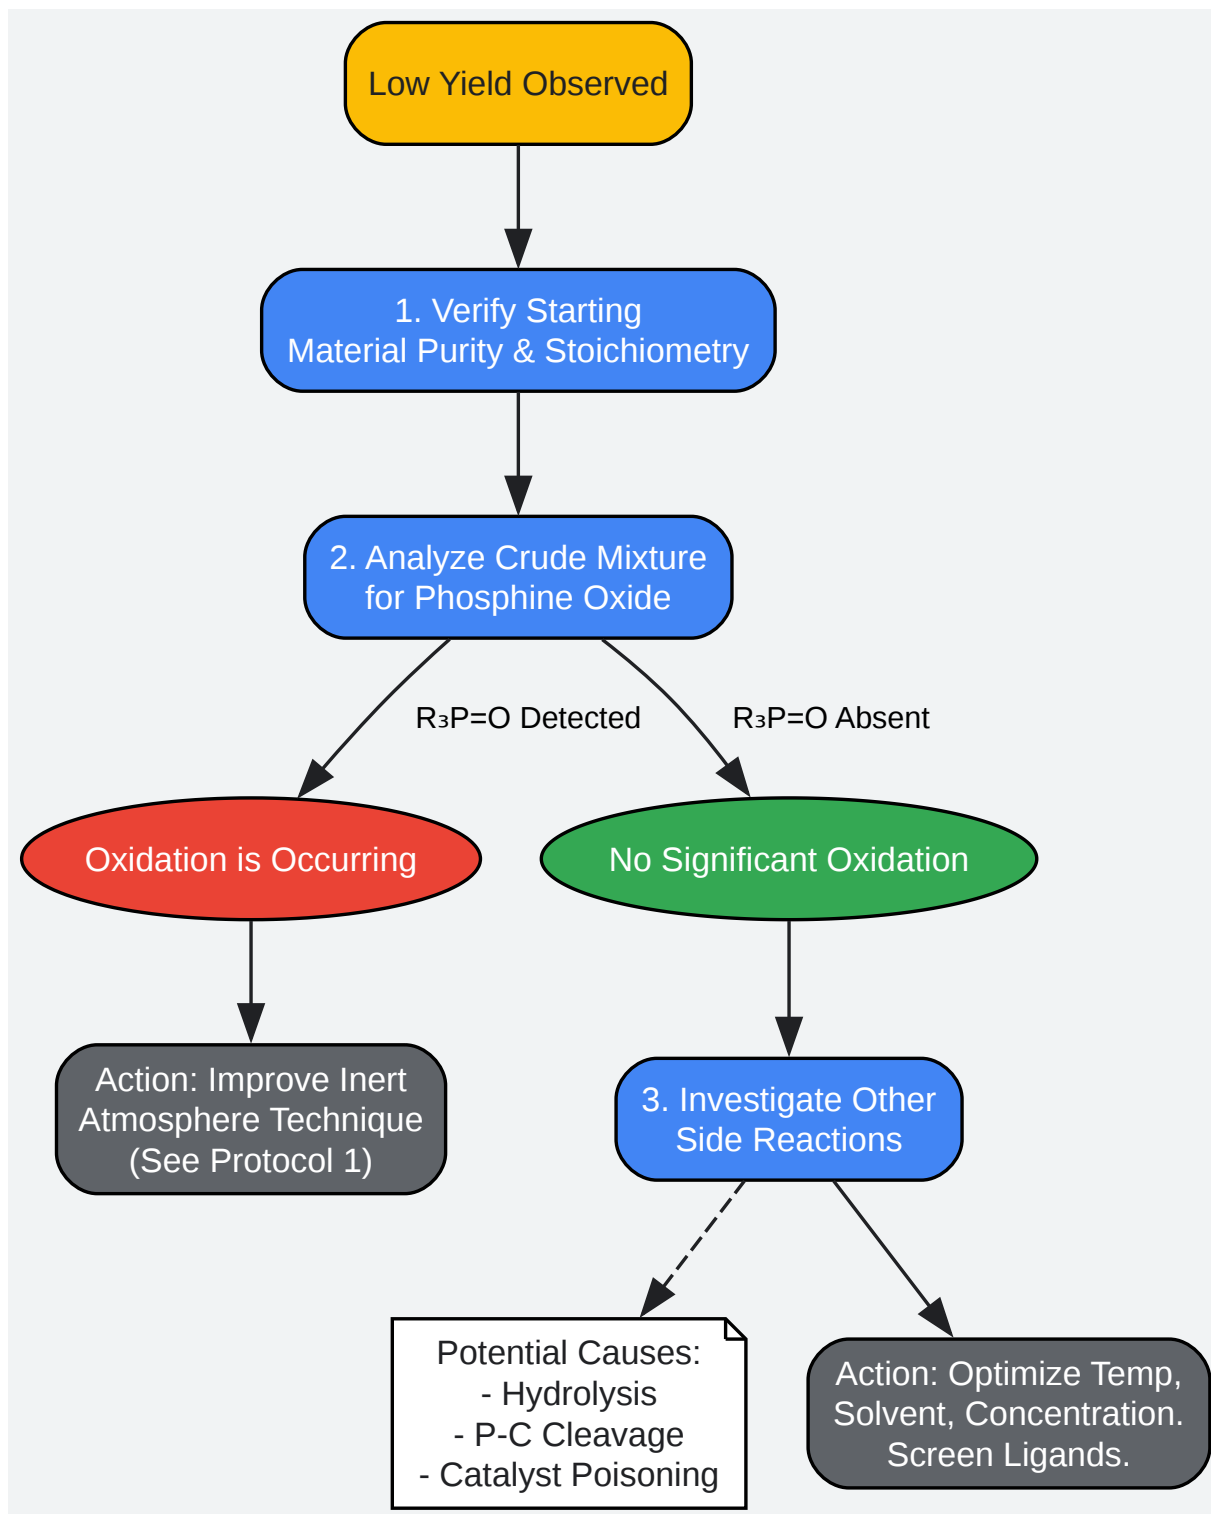 Low Yield Observed
1. Verify Starting
Material Purity & Stoichiometry
2. Analyze Crude Mixture
for Phosphine Oxide
R₃P=O Detected
R₃P=O Absent
Oxidation is Occurring
No Significant Oxidation
Action: Improve Inert
Atmosphere Technique
(See Protocol 1)
3. Investigate Other
Side Reactions
Potential Causes:
- Hydrolysis
- P-C Cleavage
- Catalyst Poisoning
Action: Optimize Temp,
Solvent, Concentration.
Screen Ligands.